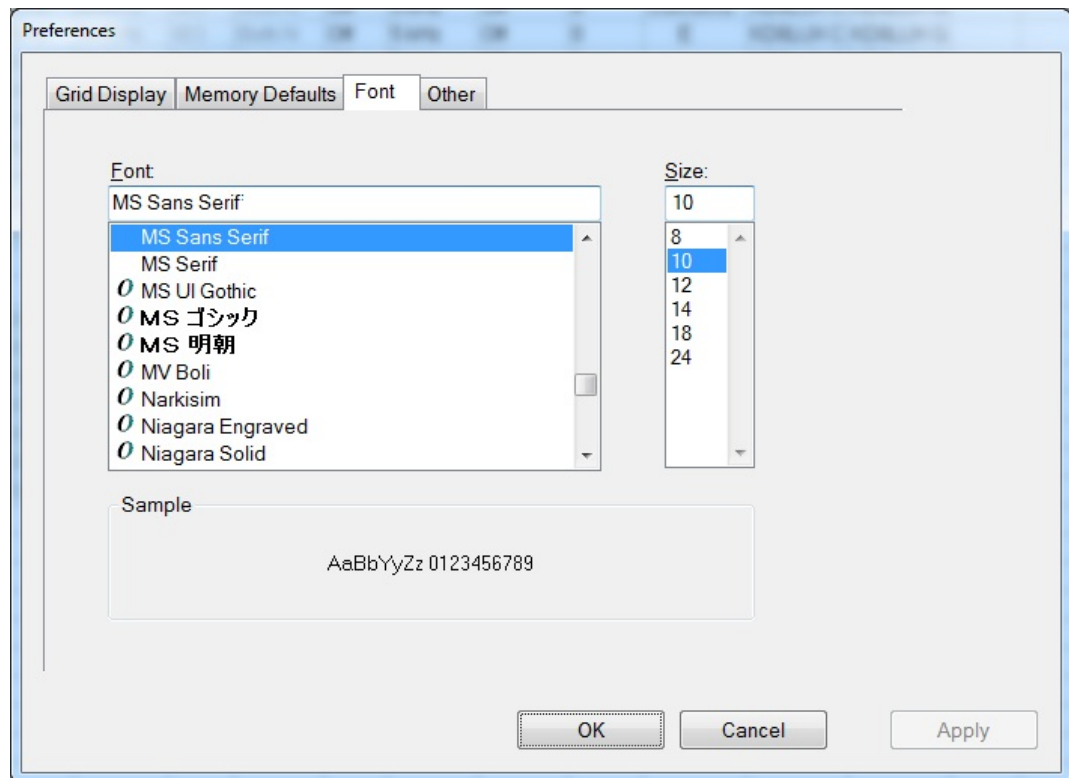 Preferences
Grid Display Memory Defaults Font Other
Font: Size:
MS Sans Serif 10
MS Sans Serif 8
MS Serif 10
O MS UI Gothic 12
O MS ゴシック 14
O MS 明朝 18
O MV Boli 24
O Narkisim
O Niagara Engraved
O Niagara Solid
Sample
AaBbYyZz 0123456789
OK Cancel Apply